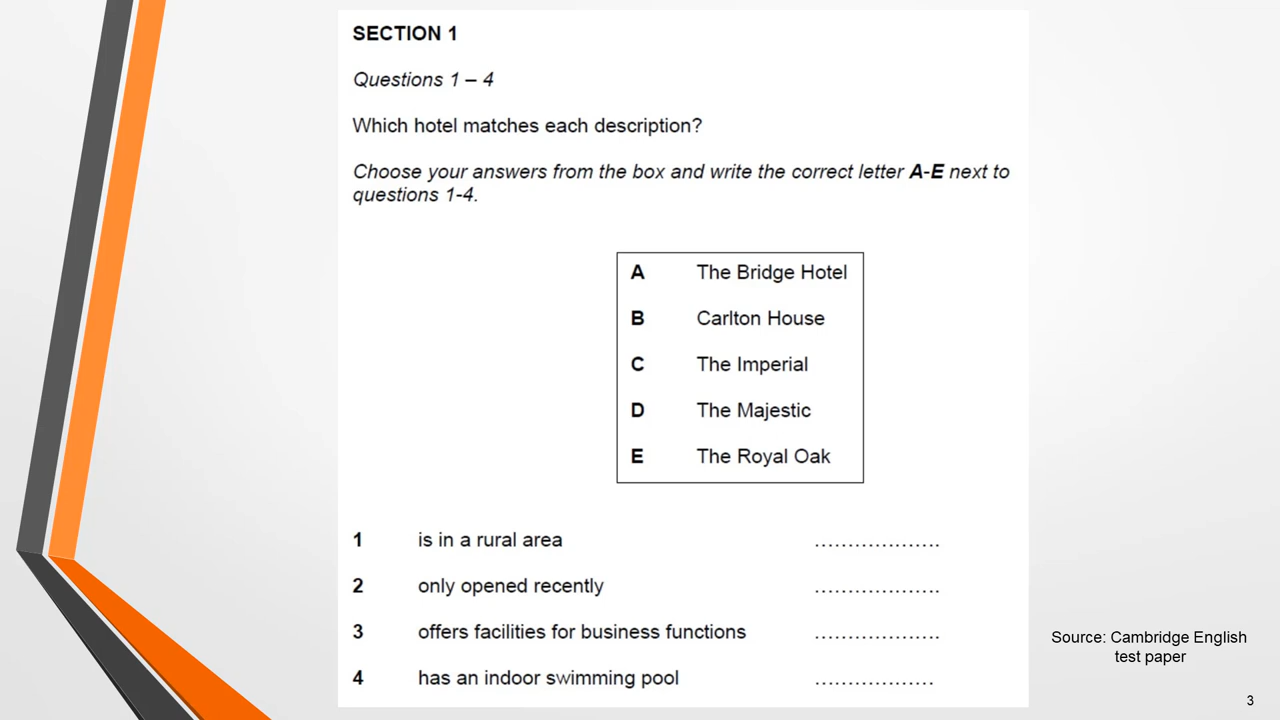 SECTION 1
Questions 1 – 4
Which hotel matches each description?
Choose your answers from the box and write the correct letter A-E next to
questions 1-4.
A The Bridge Hotel
B Carlton House
C The Imperial
D The Majestic
E The Royal Oak
1 is in a rural area ...................
2 only opened recently ...................
3 offers facilities for business functions ...................
4 has an indoor swimming pool ..................
Source: Cambridge English
test paper
3